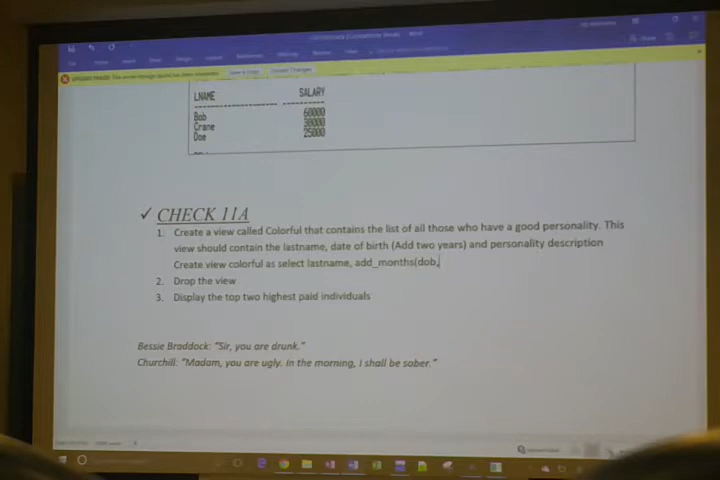 LNAME SALARY
Bob 60000
Crane 30000
Doe 25000
✓ CHECK 11A
1. Create a view called Colorful that contains the list of all those who have a good personality. This
view should contain the lastname, date of birth (Add two years) and personality description
Create view colorful as select lastname, add_months(dob,
2. Drop the view
3. Display the top two highest paid individuals
Bessie Braddock: "Sir, you are drunk."
Churchill: "Madam, you are ugly. In the morning, I shall be sober."